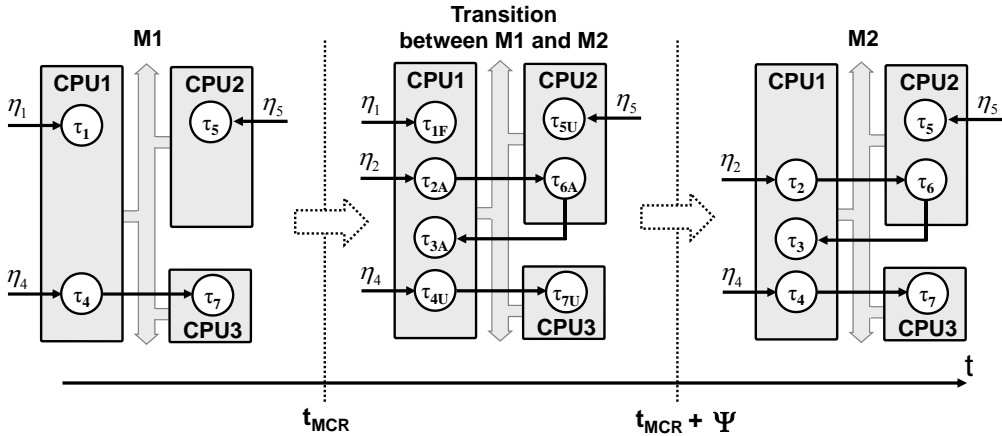 M1
CPU1
CPU2
η1
τ1
τ5
η5
η4
τ4
τ7
CPU3
Transition
between M1 and M2
CPU1
CPU2
η1
τ1F
τ5U
η5
η2
τ2A
τ6A
τ3A
η4
τ4U
τ7U
CPU3
M2
CPU1
CPU2
τ5
η5
η2
τ2
τ6
τ3
η4
τ4
τ7
CPU3
t
tMCR
tMCR + Ψ